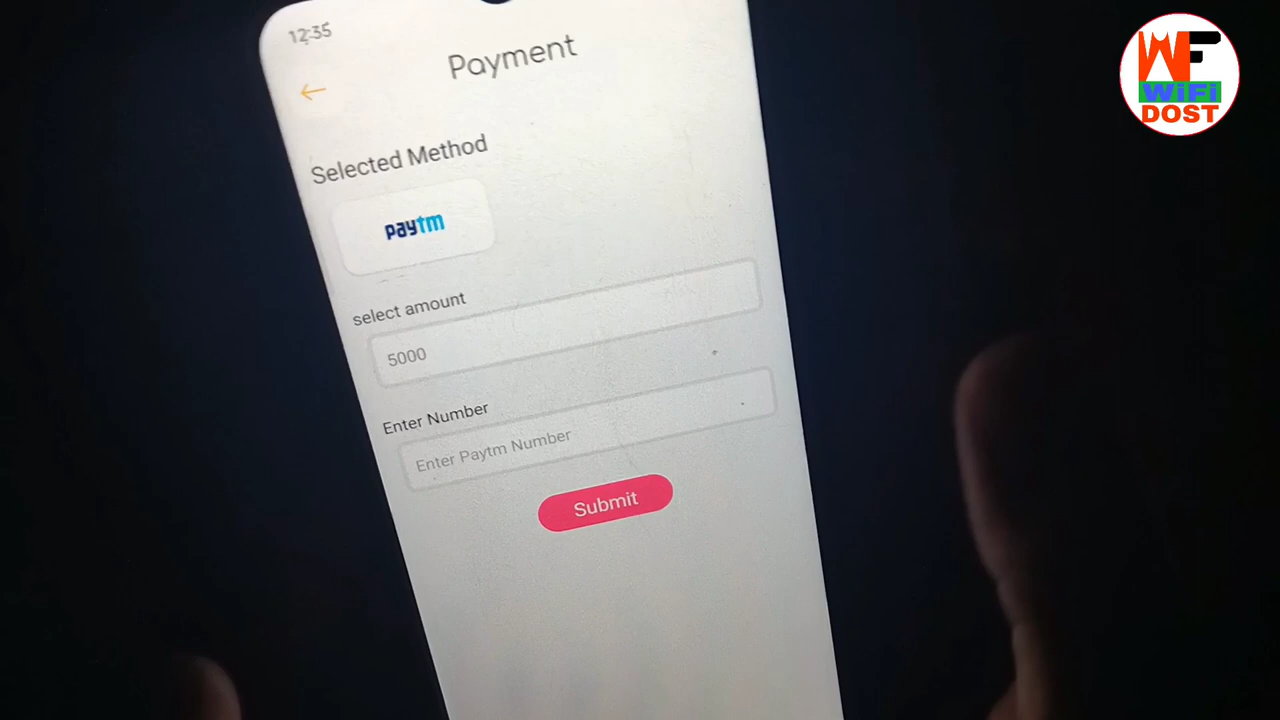 12:35
Payment
Selected Method
paytm
select amount
5000
Enter Number
Enter Paytm Number
Submit
WF
WiFi
DOST